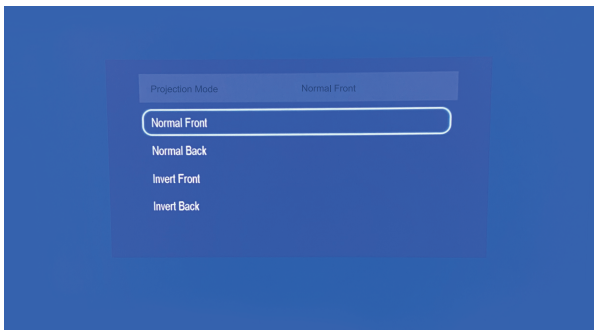 Projection Mode Normal Front
Normal Front
Normal Back
Invert Front
Invert Back